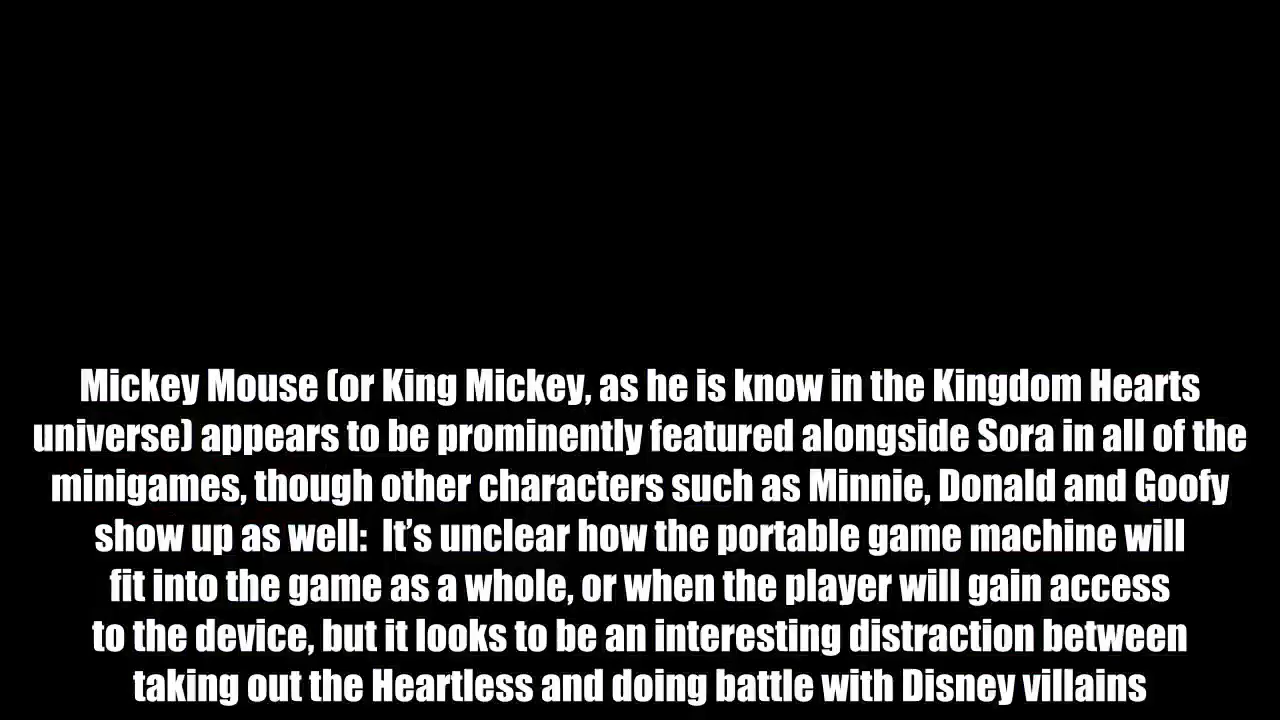 Mickey Mouse (or King Mickey, as he is know in the Kingdom Hearts
universe) appears to be prominently featured alongside Sora in all of the
minigames, though other characters such as Minnie, Donald and Goofy
show up as well:  It’s unclear how the portable game machine will
fit into the game as a whole, or when the player will gain access
to the device, but it looks to be an interesting distraction between
taking out the Heartless and doing battle with Disney villains